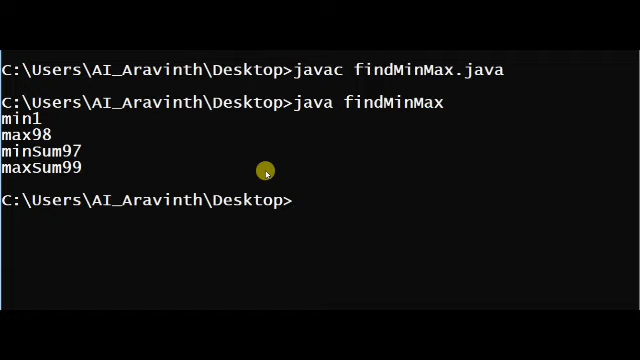 C:\Users\AI_Aravinth\Desktop>javac findMinMax.java
C:\Users\AI_Aravinth\Desktop>java findMinMax
min1
max98
minSum97
maxSum99
C:\Users\AI_Aravinth\Desktop>